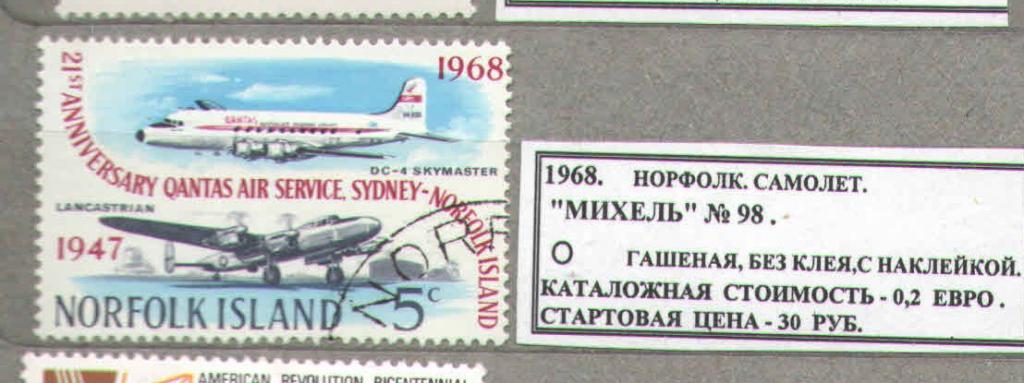 1968
21ST ANNIVERSARY QANTAS AIR SERVICE, SYDNEY-NORFOLK ISLAND
QANTAS
DC-4 SKYMASTER
LANCASTRIAN
1947
NORFOLK ISLAND 5c
NORF
1968. НОРФОЛК. САМОЛЕТ.
"МИХЕЛЬ" № 98.
О ГАШЕНАЯ, БЕЗ КЛЕЯ,С НАКЛЕЙКОЙ.
КАТАЛОЖНАЯ СТОИМОСТЬ - 0,2 ЕВРО.
СТАРТОВАЯ ЦЕНА - 30 РУБ.
AMERICAN REVOLUTION BICENTENNIAL